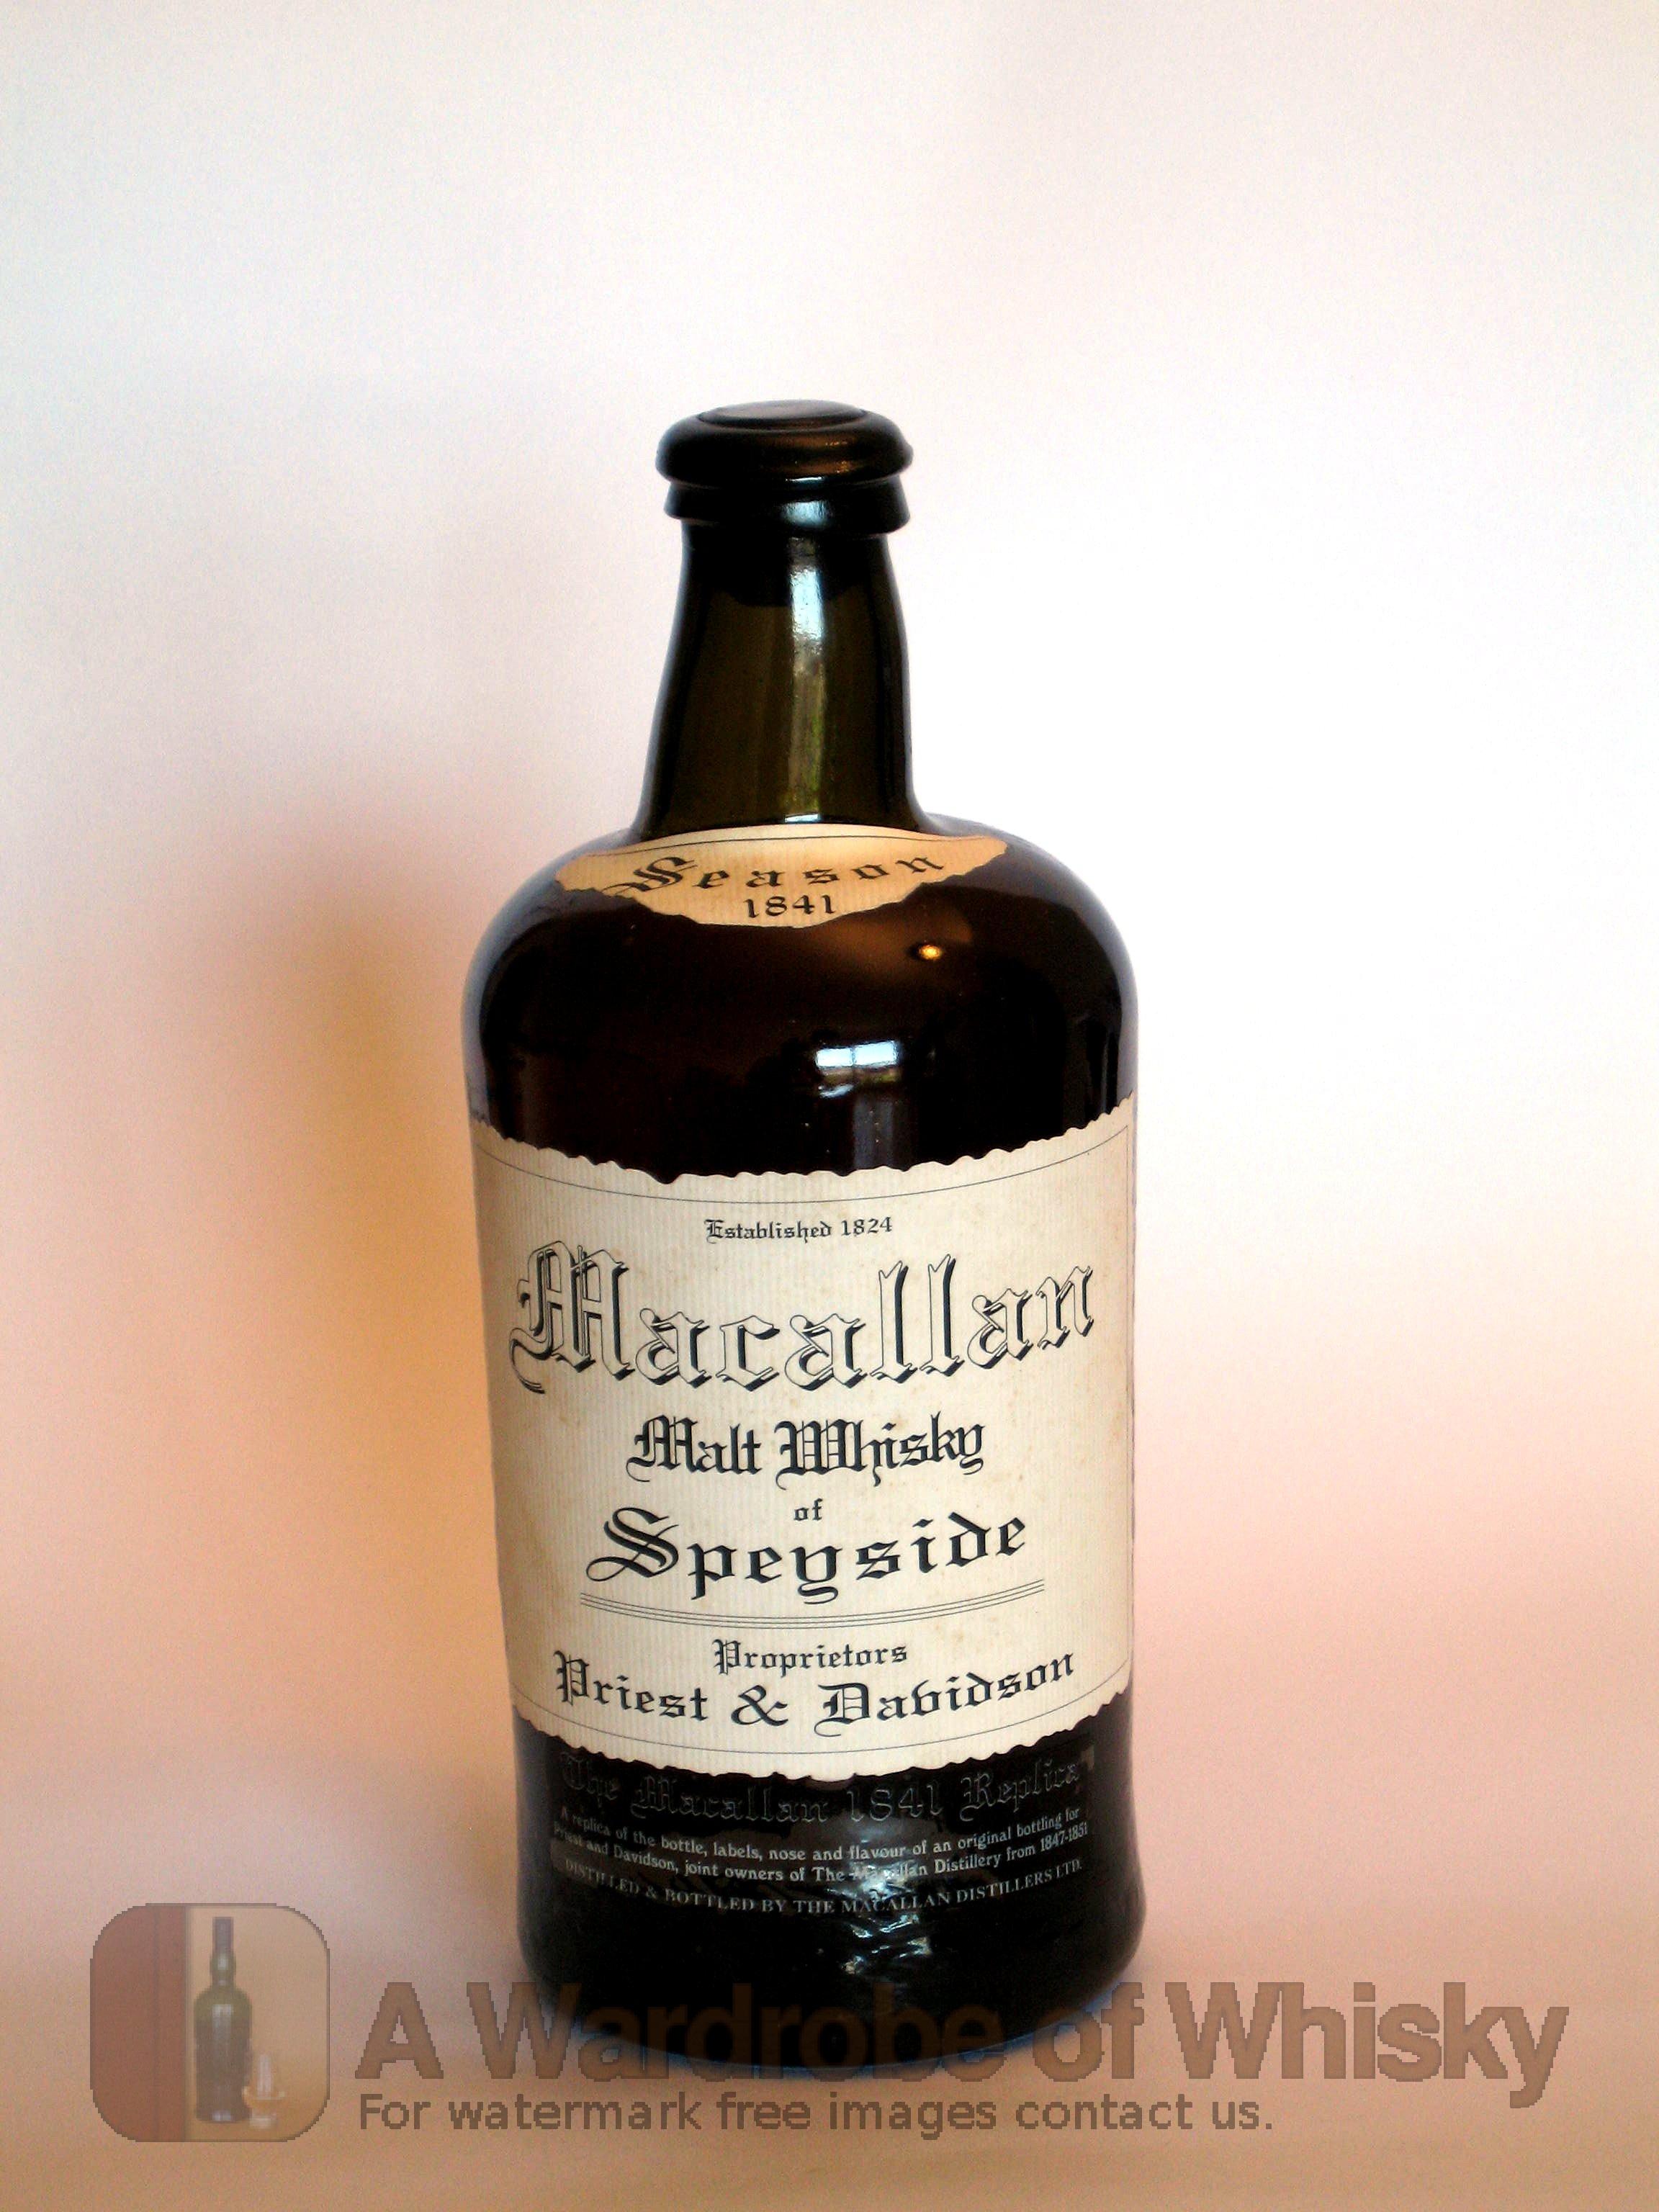 Season
1841
Established 1824
Macallan
Malt Whisky
of
Speyside
Proprietors
Priest & Davidson
The Macallan 1841 Replica
A replica of the bottle, labels, nose and flavour of an original bottling for
Priest and Davidson, joint owners of The Macallan Distillery from 1847-1851
DISTILLED & BOTTLED BY THE MACALLAN DISTILLERS LTD.
A Wardrobe of Whisky
For watermark free images contact us.